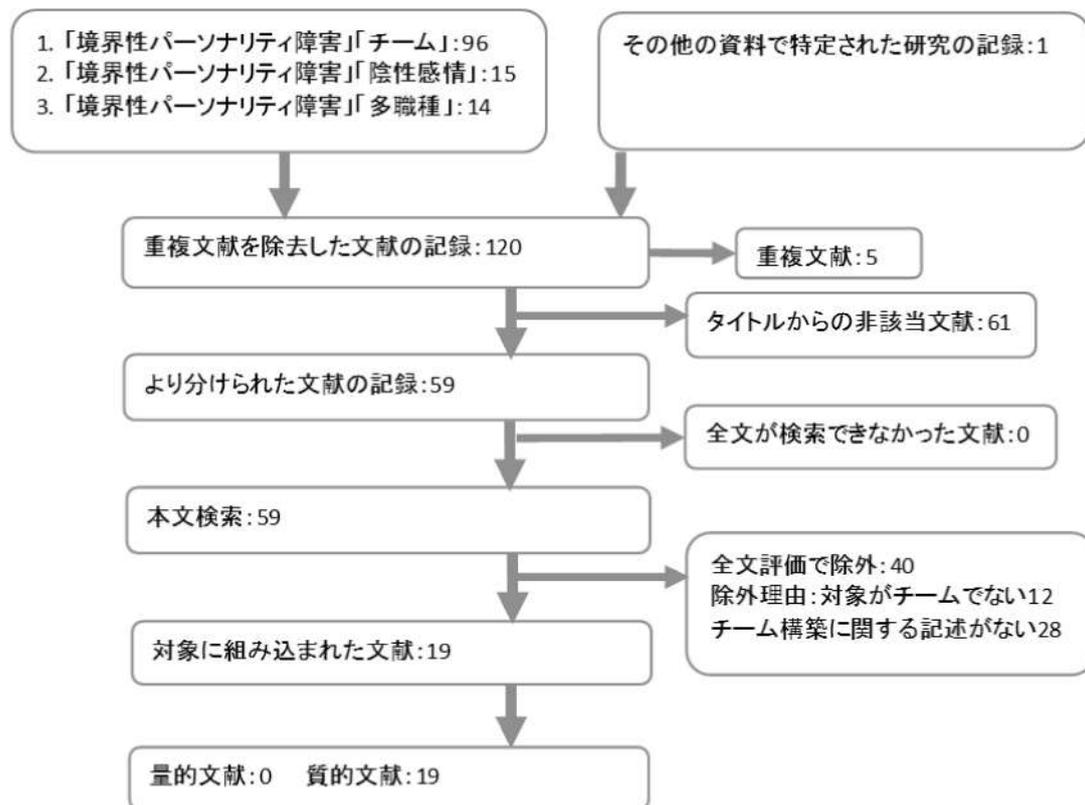 1. 「境界性パーソナリティ障害」「チーム」:96
2. 「境界性パーソナリティ障害」「陰性感情」:15
3. 「境界性パーソナリティ障害」「多職種」:14
その他の資料で特定された研究の記録:1
重複文献を除去した文献の記録:120
重複文献:5
タイトルからの非該当文献:61
より分けられた文献の記録:59
全文が検索できなかった文献:0
本文検索:59
全文評価で除外:40
除外理由:対象がチームでない12
チーム構築に関する記述がない28
対象に組み込まれた文献:19
量的文献:0 質的文献:19